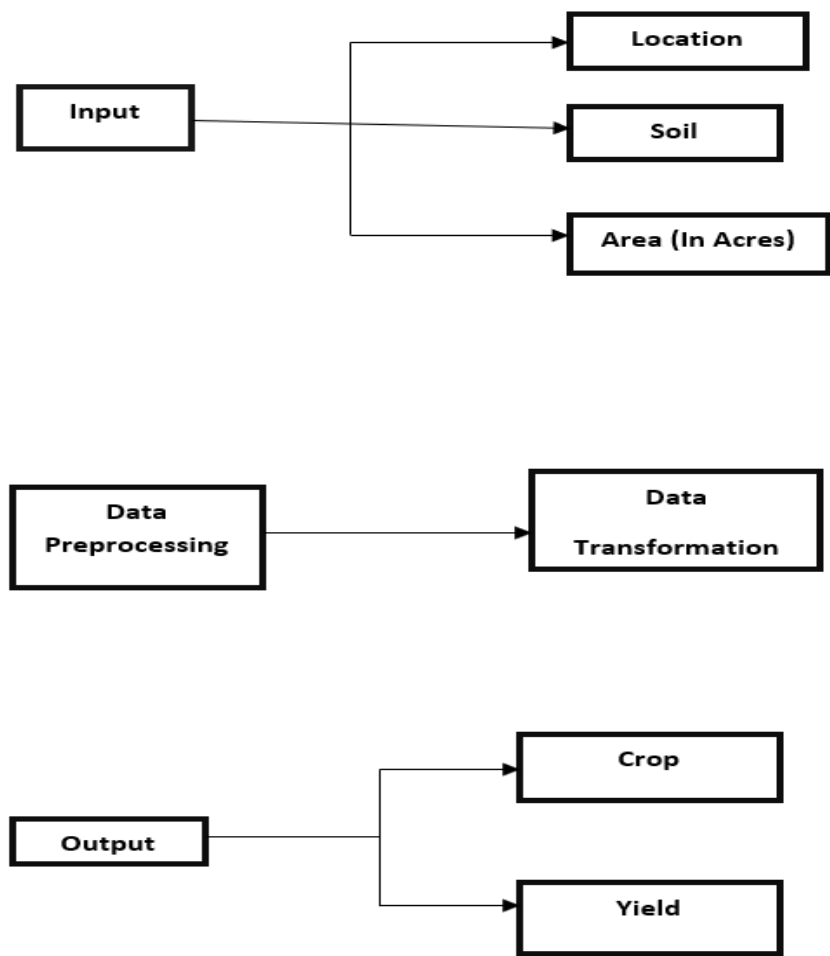 Location
Input
Soil
Area (In Acres)
Data
Preprocessing
Data
Transformation
Crop
Output
Yield